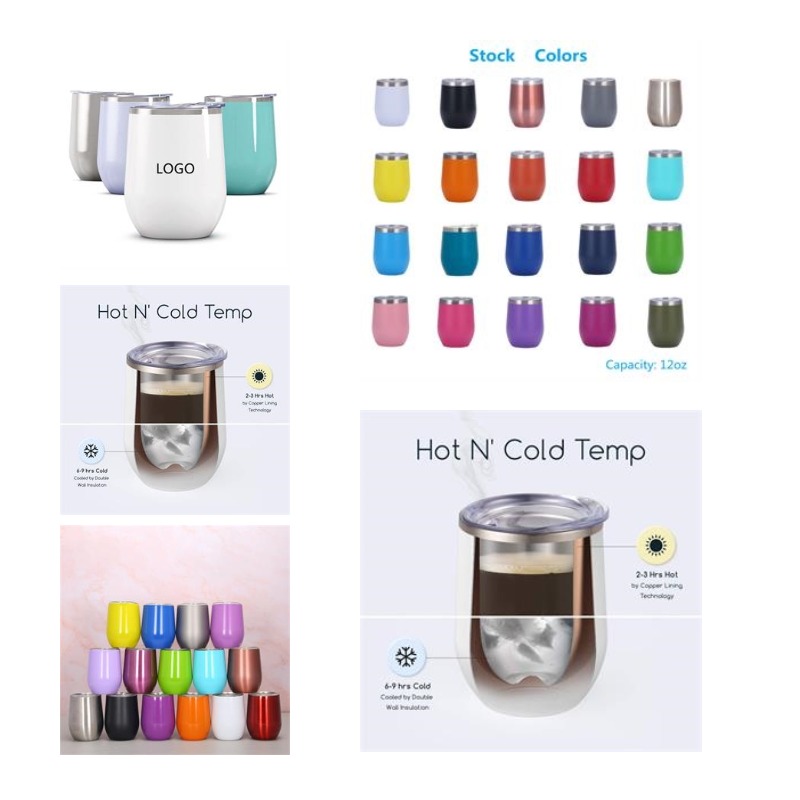 LOGO
Stock Colors
Capacity: 12oz
Hot N' Cold Temp
2-3 Hrs Hot
by Copper Lining
Technology
6-9 hrs Cold
Cooled by Double
Wall Insulation
Hot N' Cold Temp
2-3 Hrs Hot
by Copper Lining
Technology
6-9 hrs Cold
Cooled by Double
Wall Insulation